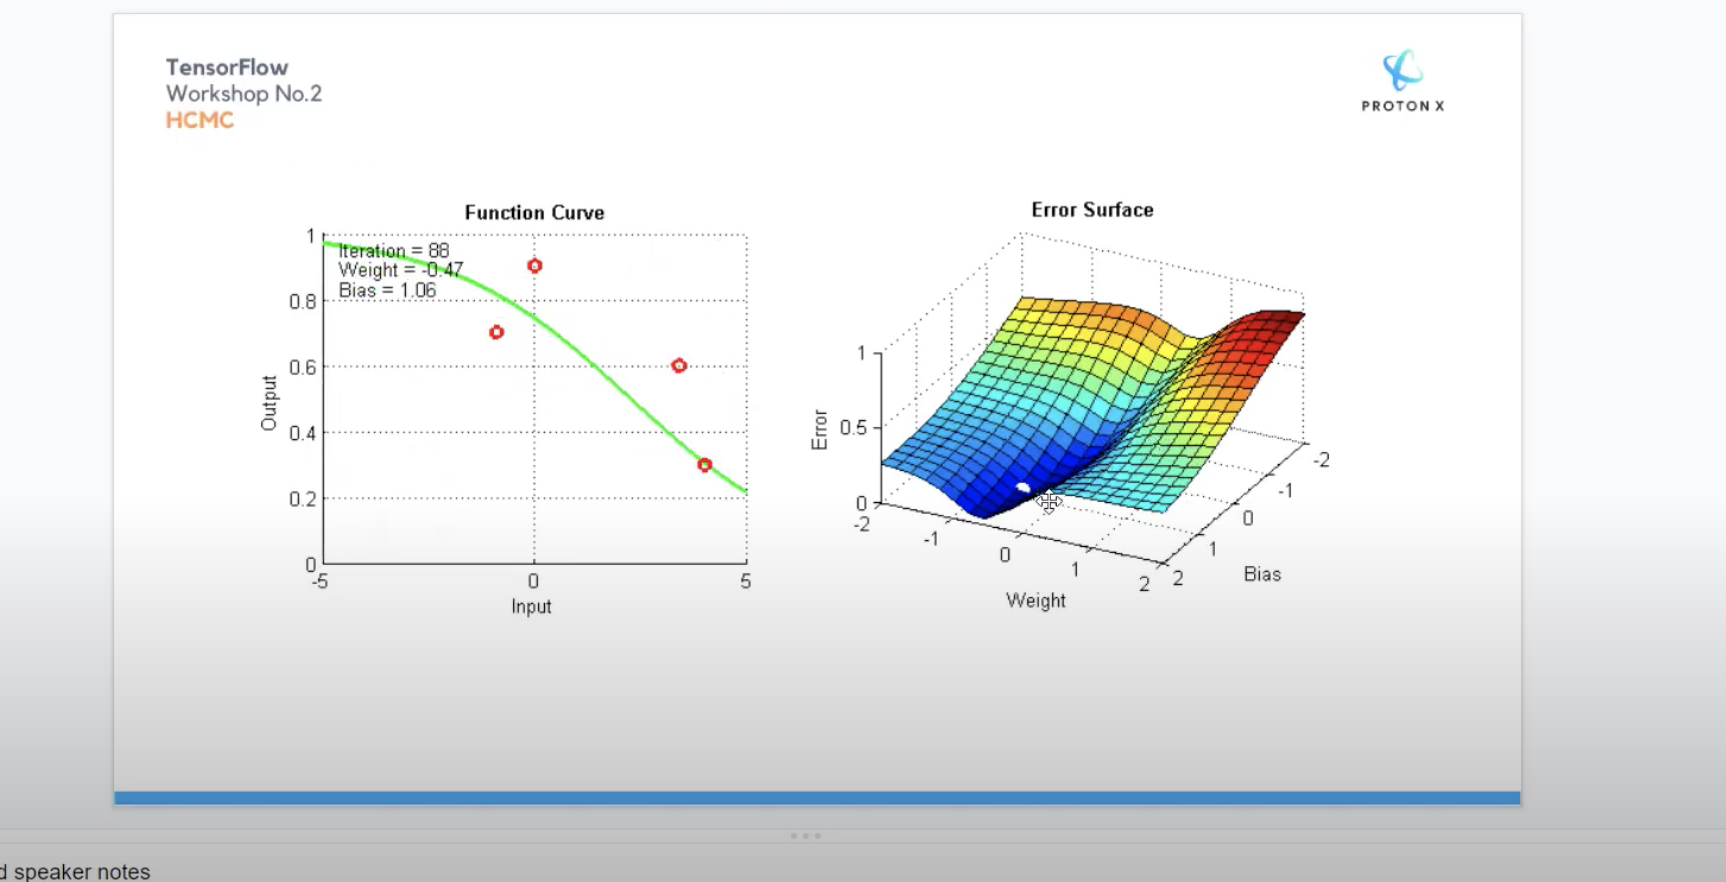 TensorFlow
Workshop No.2
HCMC
PROTON X
Function Curve
1
Iteration = 88
Weight = -0.47
Bias = 1.06
0.8
0.6
0.4
0.2
0
Output
-5
0
5
Input
Error Surface
1
0.5
0
Error
-2
-1
0
1
2
Weight
-2
-1
0
1
2
Bias
d speaker notes